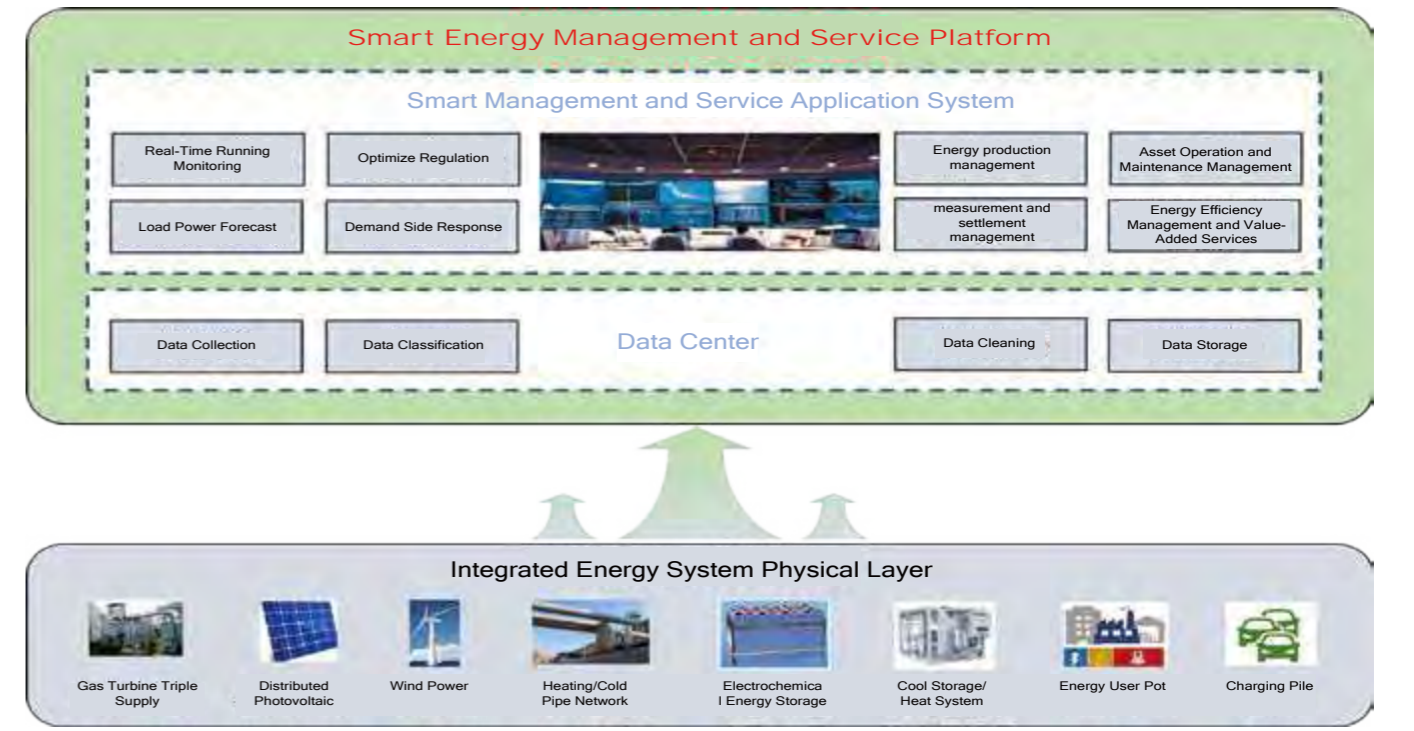 Smart Energy Management and Service Platform
Smart Management and Service Application System
Real-Time Running
Monitoring
Optimize Regulation
Energy production
management
Asset Operation and
Maintenance Management
Load Power Forecast
Demand Side Response
measurement and
settlement
management
Energy Efficiency
Management and Value-
Added Services
Data Collection
Data Classification
Data Center
Data Cleaning
Data Storage
Integrated Energy System Physical Layer
Gas Turbine Triple
Supply
Distributed
Photovoltaic
Wind Power
Heating/Cold
Pipe Network
Electrochemica
l Energy Storage
Cool Storage/
Heat System
Energy User Pot
Charging Pile